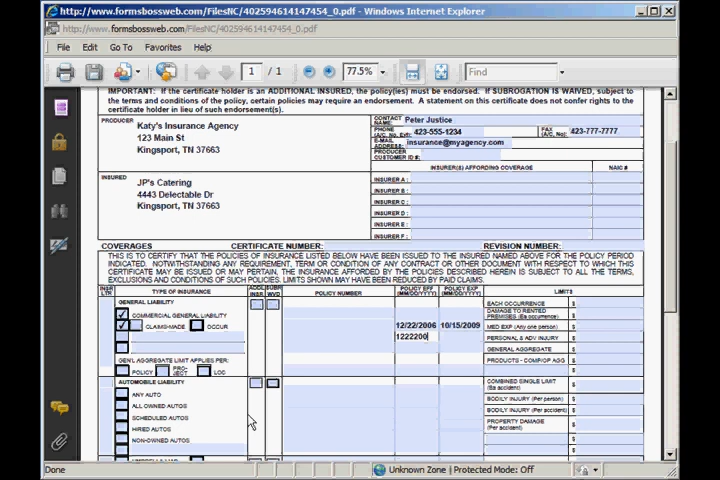 http://www.formsbossweb.com/FilesNC/402594614147454_0.pdf - Windows Internet Explorer
http://www.formsbossweb.com/FilesNC/402594614147454_0.pdf
File Edit Go To Favorites Help
1 / 1 77.5% Find
IMPORTANT: If the certificate holder is an ADDITIONAL INSURED, the policy(ies) must be endorsed. If SUBROGATION IS WAIVED, subject to
the terms and conditions of the policy, certain policies may require an endorsement. A statement on this certificate does not confer rights to the
certificate holder in lieu of such endorsement(s).
PRODUCER
Katy's Insurance Agency
123 Main St
Kingsport, TN 37663
CONTACT NAME: Peter Justice
PHONE (A/C, No, Ext): 423-555-1234 FAX (A/C, No): 423-777-7777
E-MAIL ADDRESS: insurance@myagency.com
PRODUCER CUSTOMER ID #:
INSURER(S) AFFORDING COVERAGE NAIC #
INSURED
JP's Catering
4443 Delectable Dr
Kingsport, TN 37663
INSURER A :
INSURER B :
INSURER C :
INSURER D :
INSURER E :
INSURER F :
COVERAGES CERTIFICATE NUMBER: REVISION NUMBER:
THIS IS TO CERTIFY THAT THE POLICIES OF INSURANCE LISTED BELOW HAVE BEEN ISSUED TO THE INSURED NAMED ABOVE FOR THE POLICY PERIOD
INDICATED. NOTWITHSTANDING ANY REQUIREMENT, TERM OR CONDITION OF ANY CONTRACT OR OTHER DOCUMENT WITH RESPECT TO WHICH THIS
CERTIFICATE MAY BE ISSUED OR MAY PERTAIN, THE INSURANCE AFFORDED BY THE POLICIES DESCRIBED HEREIN IS SUBJECT TO ALL THE TERMS,
EXCLUSIONS AND CONDITIONS OF SUCH POLICIES. LIMITS SHOWN MAY HAVE BEEN REDUCED BY PAID CLAIMS.
INSR LTR TYPE OF INSURANCE ADDL INSR SUBR WVD POLICY NUMBER POLICY EFF (MM/DD/YYYY) POLICY EXP (MM/DD/YYYY) LIMITS
GENERAL LIABILITY
COMMERCIAL GENERAL LIABILITY
CLAIMS-MADE OCCUR
12/22/2006 10/15/2009
1222200
GEN'L AGGREGATE LIMIT APPLIES PER:
POLICY PRO-JECT LOC
EACH OCCURRENCE $
DAMAGE TO RENTED PREMISES (Ea occurrence) $
MED EXP (Any one person) $
PERSONAL & ADV INJURY $
GENERAL AGGREGATE $
PRODUCTS - COMP/OP AGG $
$
AUTOMOBILE LIABILITY
ANY AUTO
ALL OWNED AUTOS
SCHEDULED AUTOS
HIRED AUTOS
NON-OWNED AUTOS
COMBINED SINGLE LIMIT (Ea accident) $
BODILY INJURY (Per person) $
BODILY INJURY (Per accident) $
PROPERTY DAMAGE (Per accident) $
$
$
Done Unknown Zone | Protected Mode: Off